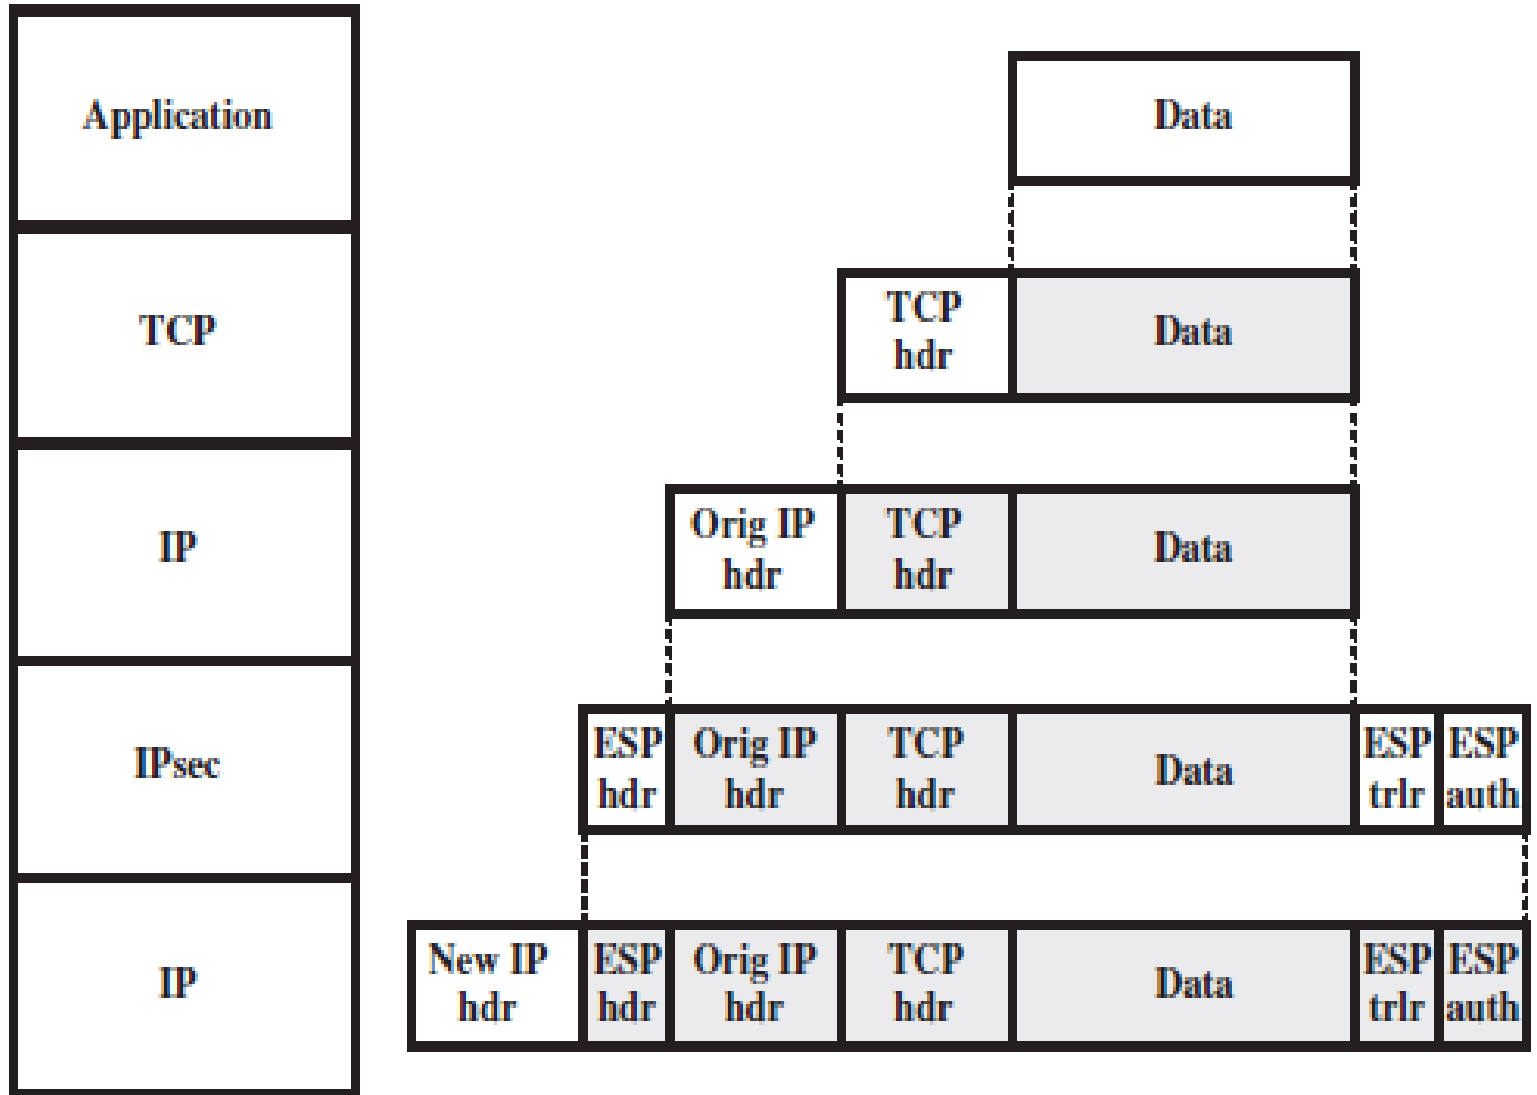 Application
Data
TCP
TCP
hdr
Data
IP
Orig IP
hdr
TCP
hdr
Data
IPsec
ESP
hdr
Orig IP
hdr
TCP
hdr
Data
ESP
trlr
ESP
auth
IP
New IP
hdr
ESP
hdr
Orig IP
hdr
TCP
hdr
Data
ESP
trlr
ESP
auth